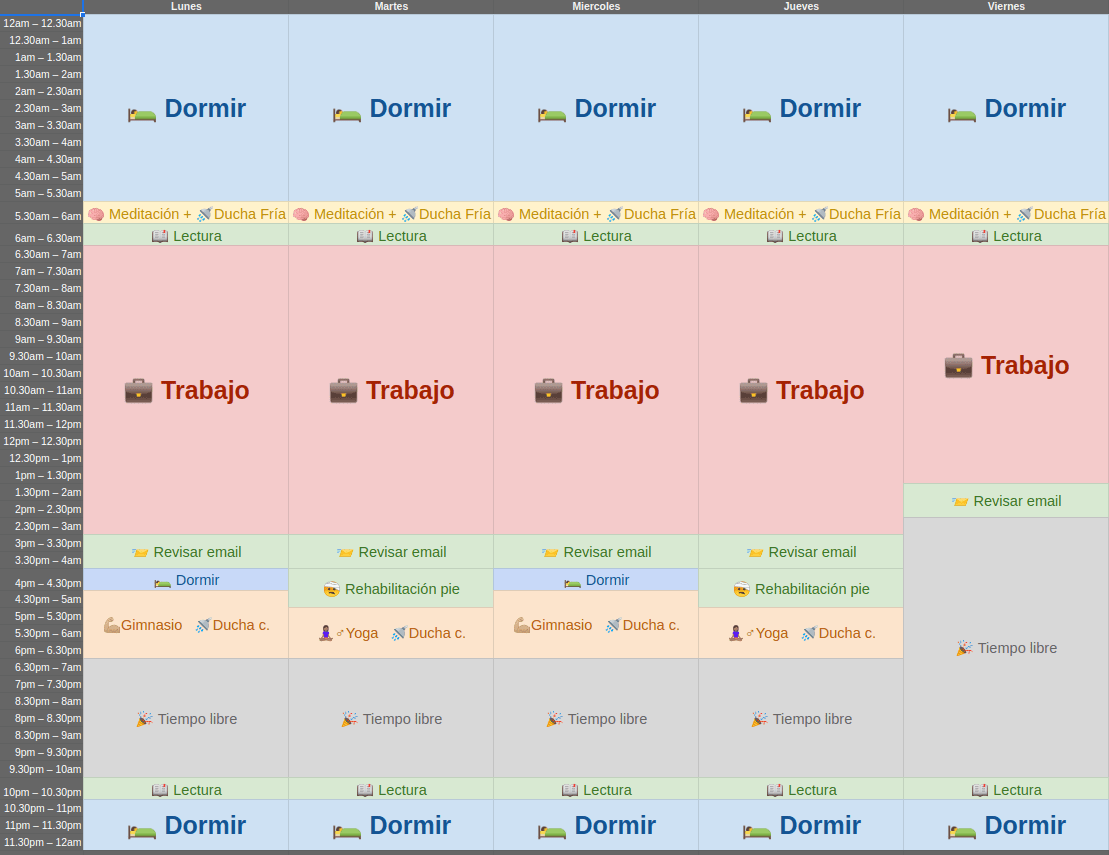 Lunes Martes Miercoles Jueves Viernes
12am – 12.30am
12.30am – 1am
1am – 1.30am
1.30am – 2am
2am – 2.30am
2.30am – 3am Dormir Dormir Dormir Dormir Dormir
3am – 3.30am
3.30am – 4am
4am – 4.30am
4.30am – 5am
5am – 5.30am
5.30am – 6am Meditación + Ducha Fría Meditación + Ducha Fría Meditación + Ducha Fría Meditación + Ducha Fría Meditación + Ducha Fría
6am – 6.30am Lectura Lectura Lectura Lectura Lectura
6.30am – 7am
7am – 7.30am
7.30am – 8am
8am – 8.30am
8.30am – 9am
9am – 9.30am
9.30am – 10am
10am – 10.30am Trabajo
10.30am – 11am Trabajo Trabajo Trabajo Trabajo
11am – 11.30am
11.30am – 12pm
12pm – 12.30pm
12.30pm – 1pm
1pm – 1.30pm
1.30pm – 2am Revisar email
2pm – 2.30pm
2.30pm – 3am
3pm – 3.30pm Revisar email Revisar email Revisar email Revisar email
3.30pm – 4am
4pm – 4.30pm Dormir Rehabilitación pie Dormir Rehabilitación pie
4.30pm – 5am
5pm – 5.30pm Gimnasio Ducha c. Gimnasio Ducha c.
5.30pm – 6am ♂Yoga Ducha c. ♂Yoga Ducha c.
6pm – 6.30pm Tiempo libre
6.30pm – 7am
7pm – 7.30pm
8.30pm – 8am
8pm – 8.30pm Tiempo libre Tiempo libre Tiempo libre Tiempo libre
8.30pm – 9am
9pm – 9.30pm
9.30pm – 10am
10pm – 10.30pm Lectura Lectura Lectura Lectura Lectura
10.30pm – 11pm
11pm – 11.30pm Dormir Dormir Dormir Dormir Dormir
11.30pm – 12am